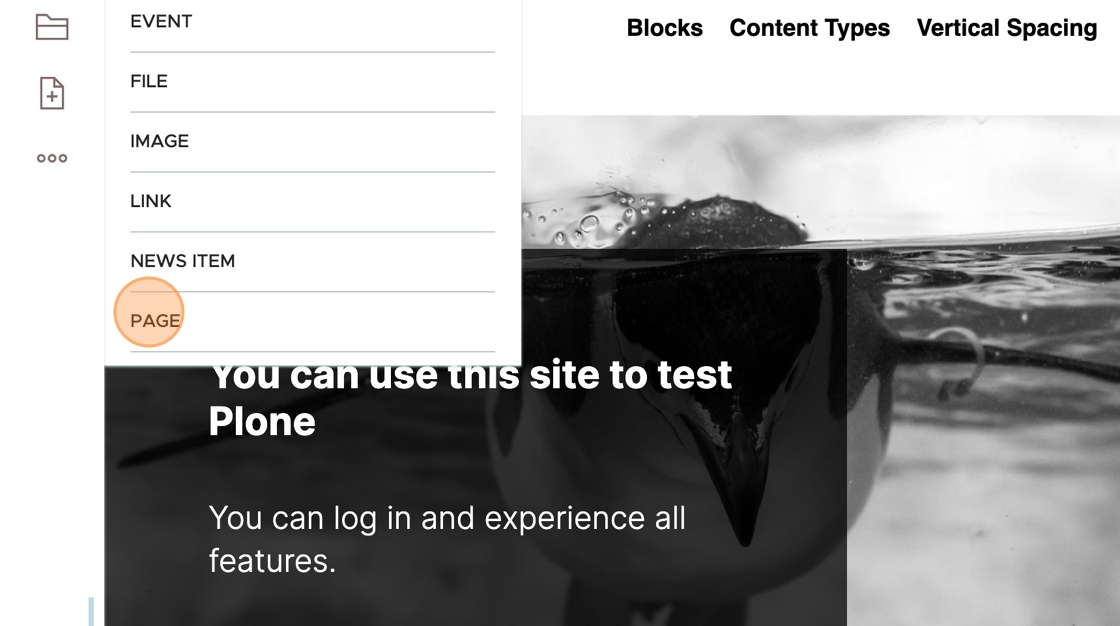 EVENT
FILE
IMAGE
LINK
NEWS ITEM
PAGE
Blocks Content Types Vertical Spacing
You can use this site to test
Plone
You can log in and experience all
features.